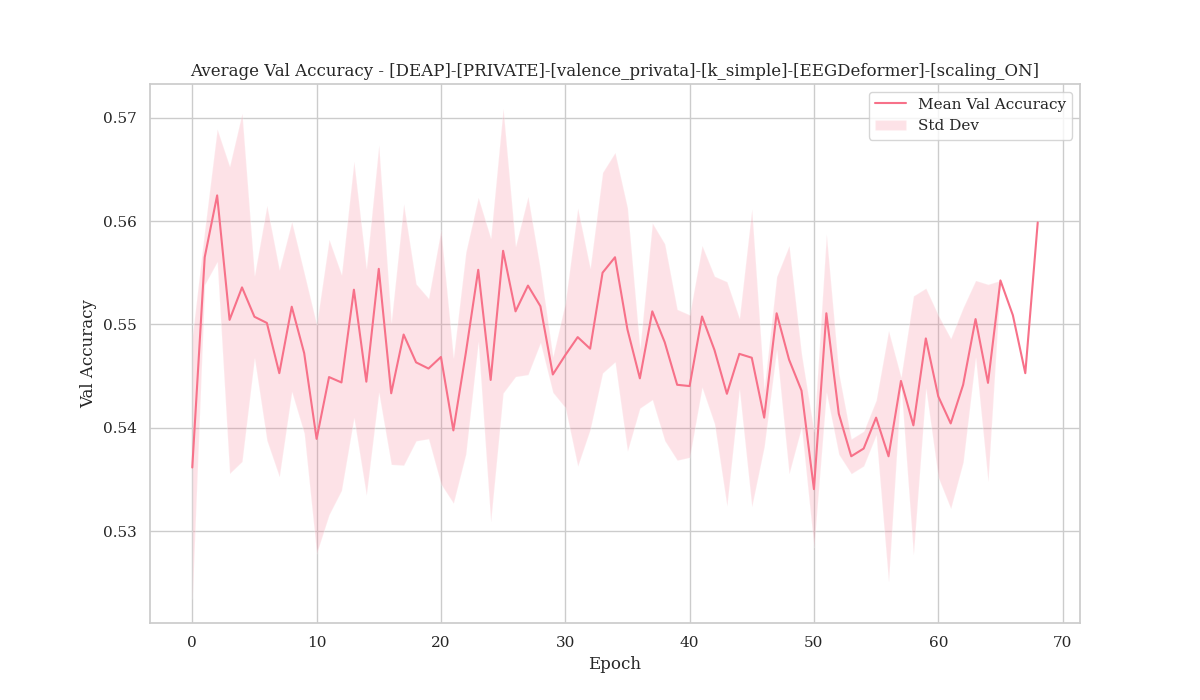 Average Val Accuracy - [DEAP]-[PRIVATE]-[valence_privata]-[k_simple]-[EEGDeformer]-[scaling_ON]
Mean Val Accuracy
Std Dev
0.57
0.56
0.55
0.54
0.53
Val Accuracy
0 10 20 30 40 50 60 70
Epoch